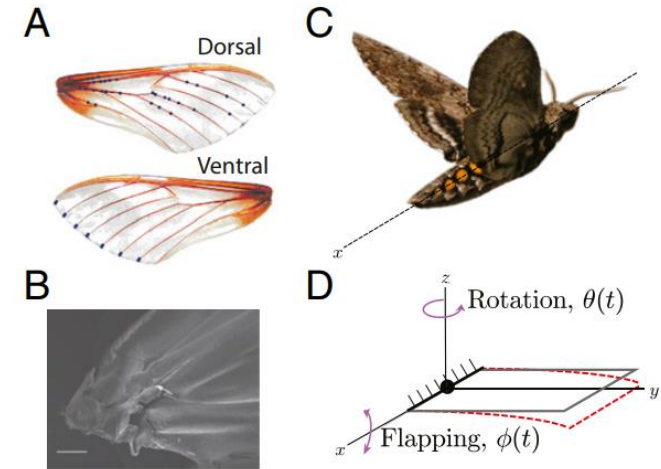 A
Dorsal
Ventral
B
C
x
D
z
Rotation, θ(t)
y
x
Flapping, ϕ(t)